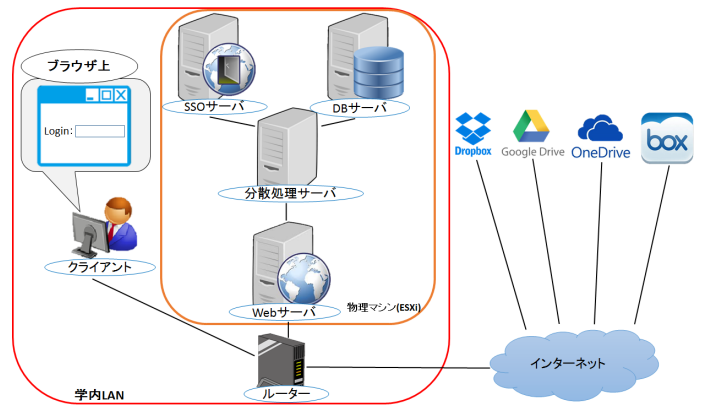 ブラウザ上
Login:
SSOサーバ
DBサーバ
分散処理サーバ
クライアント
Webサーバ
物理マシン(ESXi)
学内LAN
ルーター
Dropbox
Google Drive
OneDrive
box
インターネット